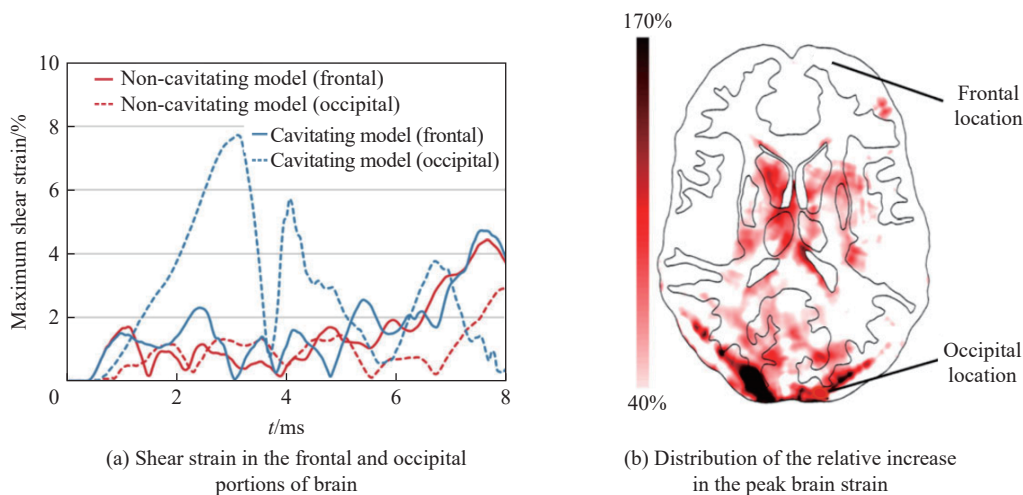 10
8
6
4
2
0
2
4
6
8
Maximum shear strain/%
t/ms
Non-cavitating model (frontal)
Non-cavitating model (occipital)
Cavitating model (frontal)
Cavitating model (occipital)
(a) Shear strain in the frontal and occipital
portions of brain
170%
40%
Frontal
location
Occipital
location
(b) Distribution of the relative increase
in the peak brain strain